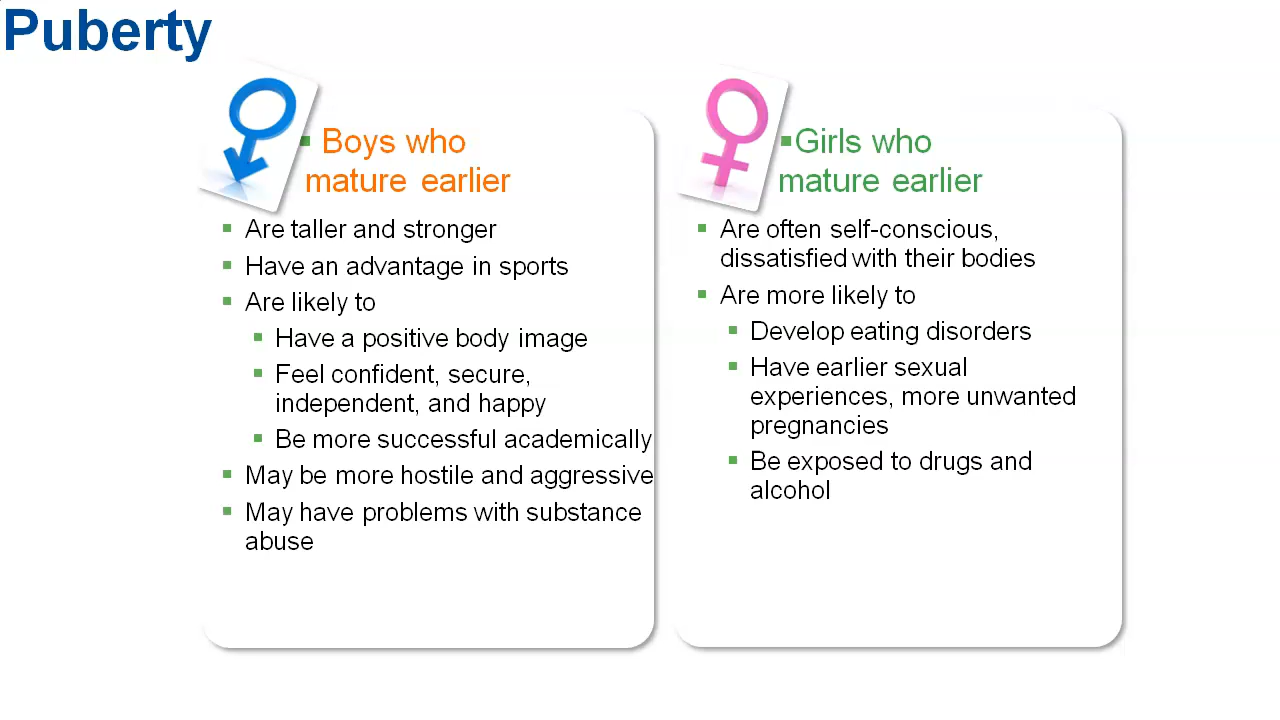 Puberty
▪ Boys who
mature earlier
▪ Are taller and stronger
▪ Have an advantage in sports
▪ Are likely to
▪ Have a positive body image
▪ Feel confident, secure,
independent, and happy
▪ Be more successful academically
▪ May be more hostile and aggressive
▪ May have problems with substance
abuse
▪Girls who
mature earlier
▪ Are often self-conscious,
dissatisfied with their bodies
▪ Are more likely to
▪ Develop eating disorders
▪ Have earlier sexual
experiences, more unwanted
pregnancies
▪ Be exposed to drugs and
alcohol